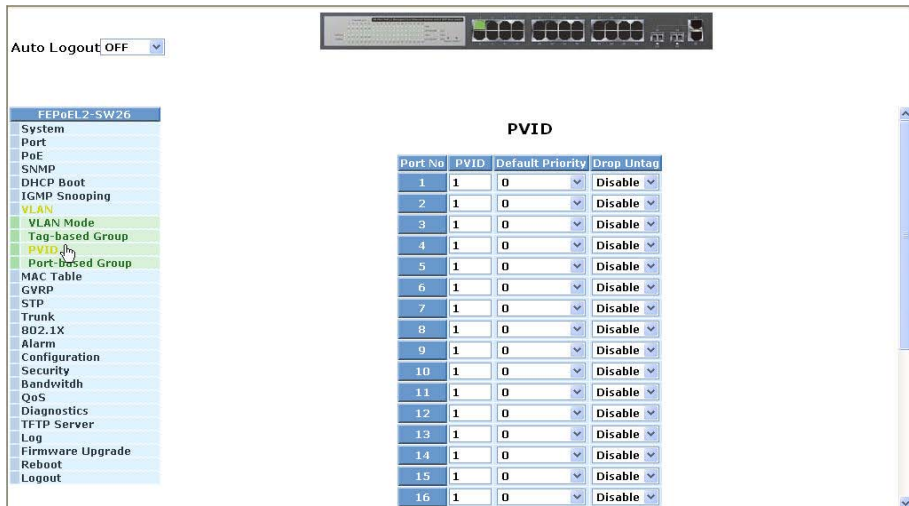 Auto Logout OFF
FEPoEL2-SW26
System
Port
PoE
SNMP
DHCP Boot
IGMP Snooping
VLAN
VLAN Mode
Tag-based Group
PVID
Port-based Group
MAC Table
GVRP
STP
Trunk
802.1X
Alarm
Configuration
Security
Bandwitdh
QoS
Diagnostics
TFTP Server
Log
Firmware Upgrade
Reboot
Logout
PVID
Port No PVID Default Priority Drop Untag
1 1 0 Disable
2 1 0 Disable
3 1 0 Disable
4 1 0 Disable
5 1 0 Disable
6 1 0 Disable
7 1 0 Disable
8 1 0 Disable
9 1 0 Disable
10 1 0 Disable
11 1 0 Disable
12 1 0 Disable
13 1 0 Disable
14 1 0 Disable
15 1 0 Disable
16 1 0 Disable